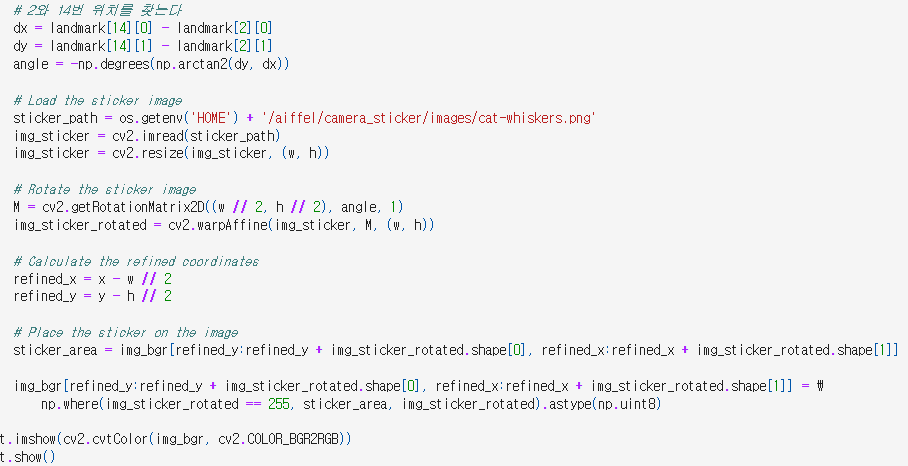 # 2와 14번 위치를 찾는다
dx = landmark[14][0] - landmark[2][0]
dy = landmark[14][1] - landmark[2][1]
angle = -np.degrees(np.arctan2(dy, dx))
# Load the sticker image
sticker_path = os.getenv('HOME') + '/aiffel/camera_sticker/images/cat-whiskers.png'
img_sticker = cv2.imread(sticker_path)
img_sticker = cv2.resize(img_sticker, (w, h))
# Rotate the sticker image
M = cv2.getRotationMatrix2D((w // 2, h // 2), angle, 1)
img_sticker_rotated = cv2.warpAffine(img_sticker, M, (w, h))
# Calculate the refined coordinates
refined_x = x - w // 2
refined_y = y - h // 2
# Place the sticker on the image
sticker_area = img_bgr[refined_y:refined_y + img_sticker_rotated.shape[0], refined_x:refined_x + img_sticker_rotated.shape[1]]
img_bgr[refined_y:refined_y + img_sticker_rotated.shape[0], refined_x:refined_x + img_sticker_rotated.shape[1]] = ₩
np.where(img_sticker_rotated == 255, sticker_area, img_sticker_rotated).astype(np.uint8)
t.imshow(cv2.cvtColor(img_bgr, cv2.COLOR_BGR2RGB))
t.show()